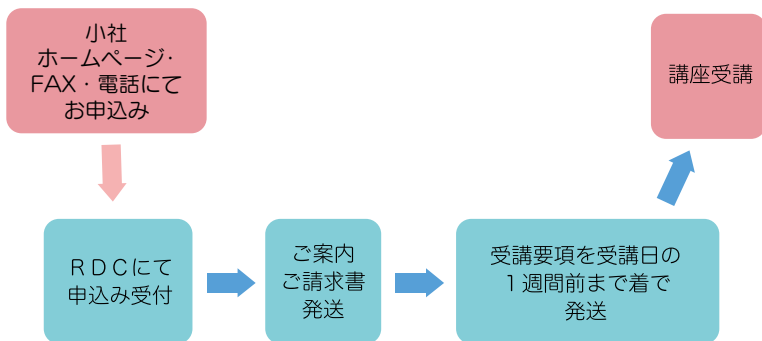 小社
ホームページ・
FAX・電話にて
お申込み
ＲＤＣにて
申込み受付
ご案内
ご請求書
発送
受講要項を受講日の
１週間前まで着で
発送
講座受講